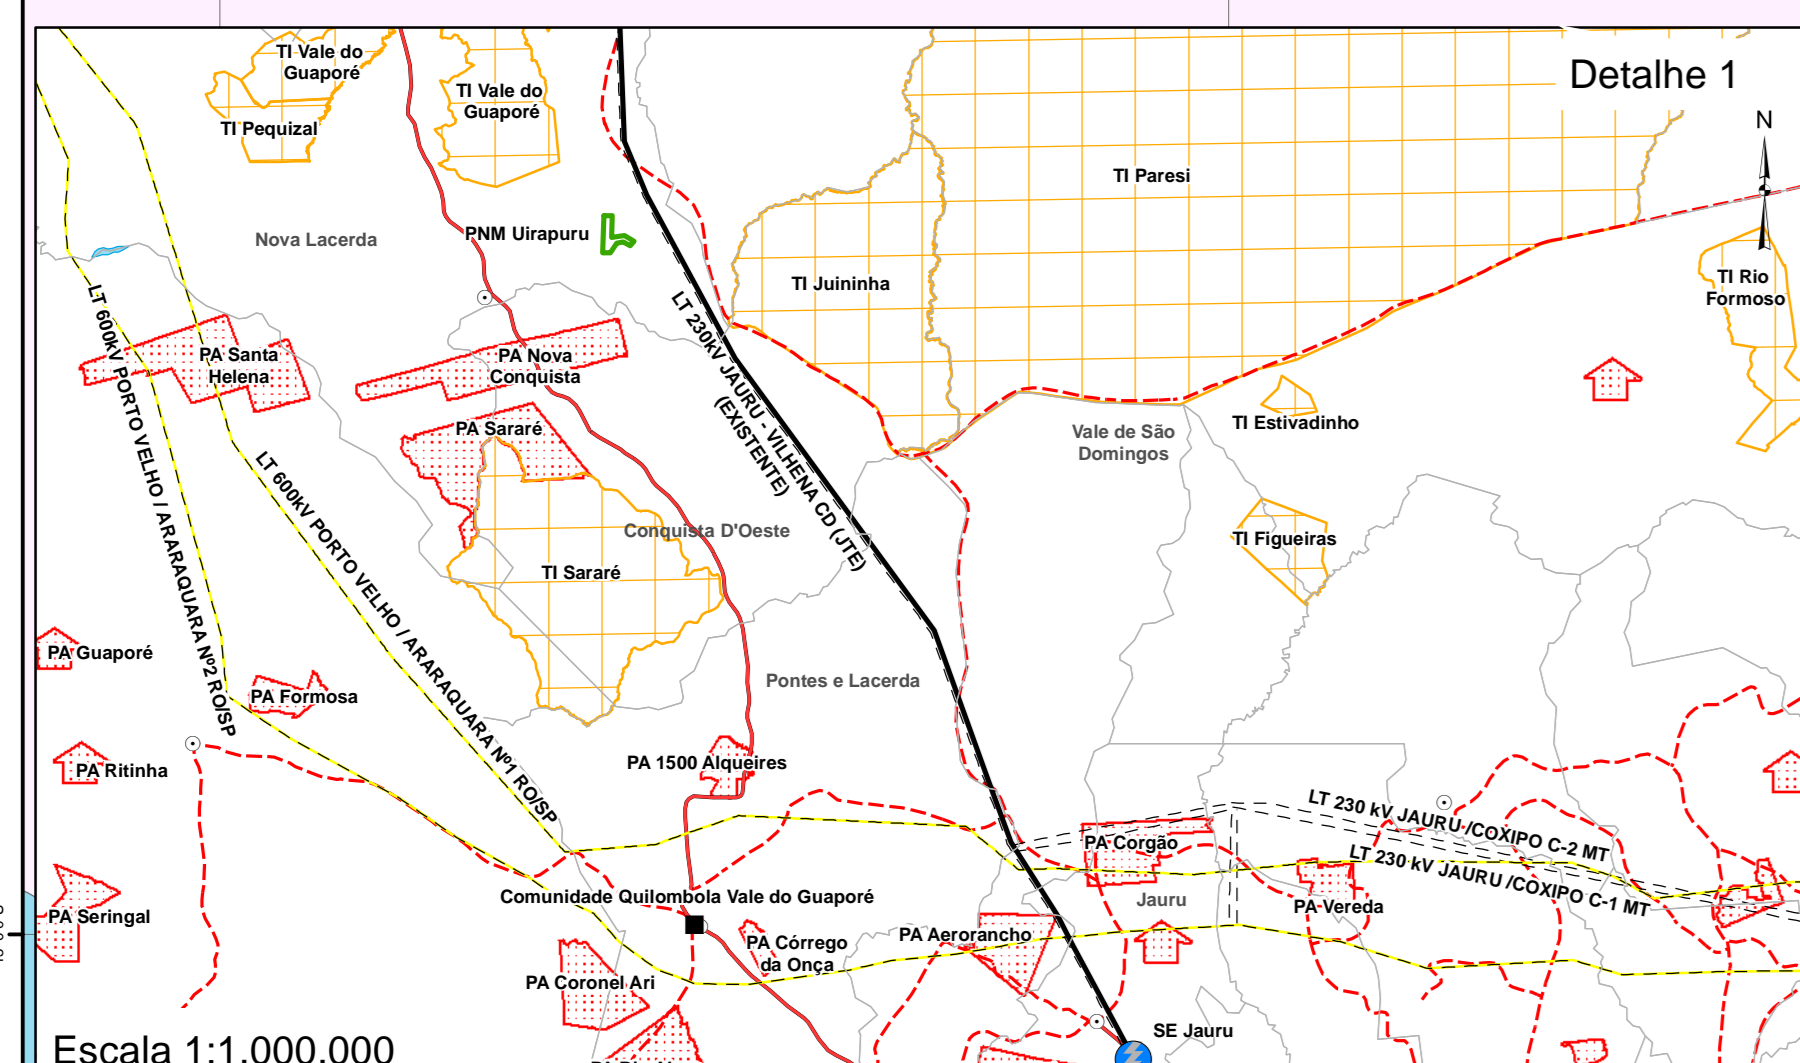 Detalhe 1
N
TI Vale do
Guaporé
TI Vale do
Guaporé
TI Pequizal
TI Paresi
Nova Lacerda
PNM Uirapuru
TI Juininha
TI Rio
Formoso
LT 600kV PORTO VELHO / ARARAQUARA Nº2 RO/SP
LT 230kV JAURU - VILHENA CD (JTE)
(EXISTENTE)
PA Santa
Helena
PA Nova
Conquista
PA Sararé
TI Estivadinho
Vale de São
Domingos
LT 600kV PORTO VELHO / ARARAQUARA Nº1 RO/SP
Conquista D'Oeste
TI Figueiras
TI Sararé
PA Guaporé
Pontes e Lacerda
PA Formosa
PA 1500 Alqueires
PA Ritinha
LT 230 kV JAURU /COXIPO C-2 MT
LT 230 kV JAURU /COXIPO C-1 MT
PA Corgão
Comunidade Quilombola Vale do Guaporé
Jauru
PA Vereda
PA Seringal
PA Aerorancho
PA Córrego
da Onça
PA Coronel Ari
SE Jauru
Escala 1:1.000.000